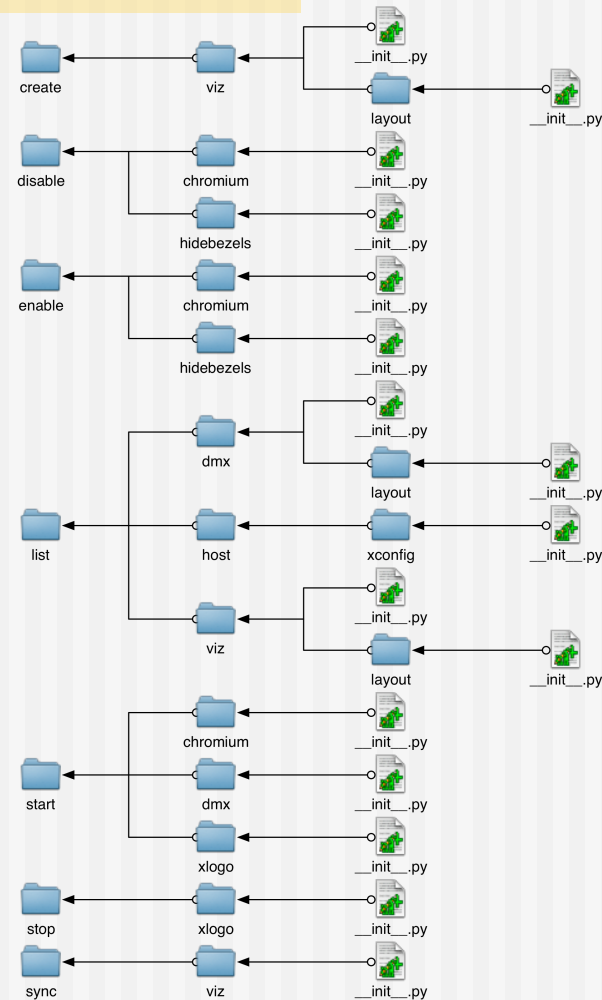 __init__.py
create
viz
layout
__init__.py
disable
chromium
__init__.py
hidebezels
__init__.py
enable
chromium
__init__.py
hidebezels
__init__.py
__init__.py
dmx
layout
__init__.py
list
host
xconfig
__init__.py
__init__.py
viz
layout
__init__.py
chromium
__init__.py
start
dmx
__init__.py
xlogo
__init__.py
stop
xlogo
__init__.py
sync
viz
__init__.py